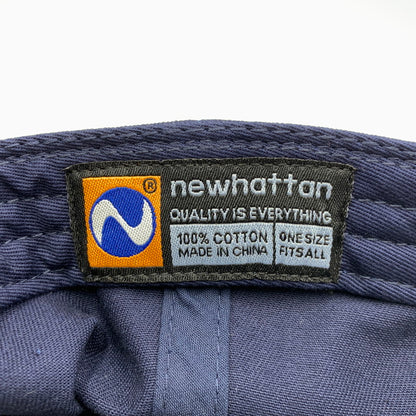 ® newhattan
QUALITY IS EVERYTHING
100% COTTON
MADE IN CHINA
ONE SIZE
FITS ALL